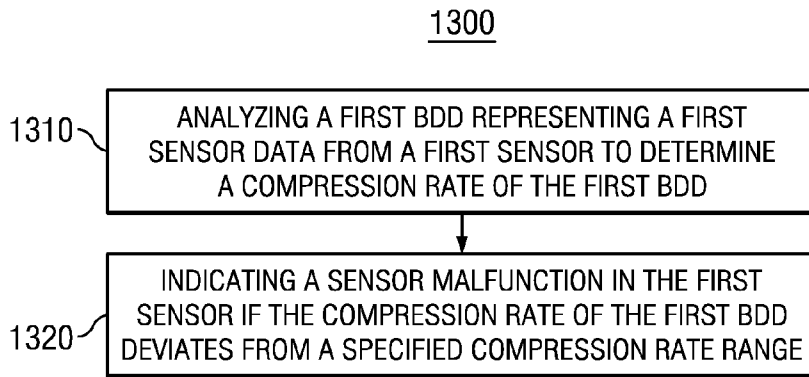 1300
1310
ANALYZING A FIRST BDD REPRESENTING A FIRST
SENSOR DATA FROM A FIRST SENSOR TO DETERMINE
A COMPRESSION RATE OF THE FIRST BDD
1320
INDICATING A SENSOR MALFUNCTION IN THE FIRST
SENSOR IF THE COMPRESSION RATE OF THE FIRST BDD
DEVIATES FROM A SPECIFIED COMPRESSION RATE RANGE